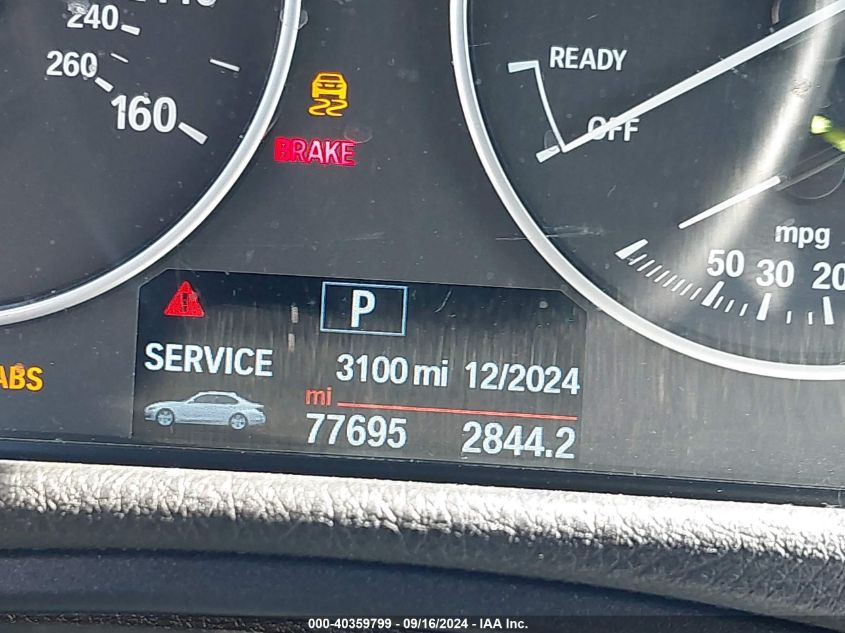 240
260
160
READY
OFF
BRAKE
mpg
50 30 20
P
SERVICE 3100 mi 12/2024
ABS
mi
77695 2844.2
000-40359799 - 09/16/2024 - IAA Inc.